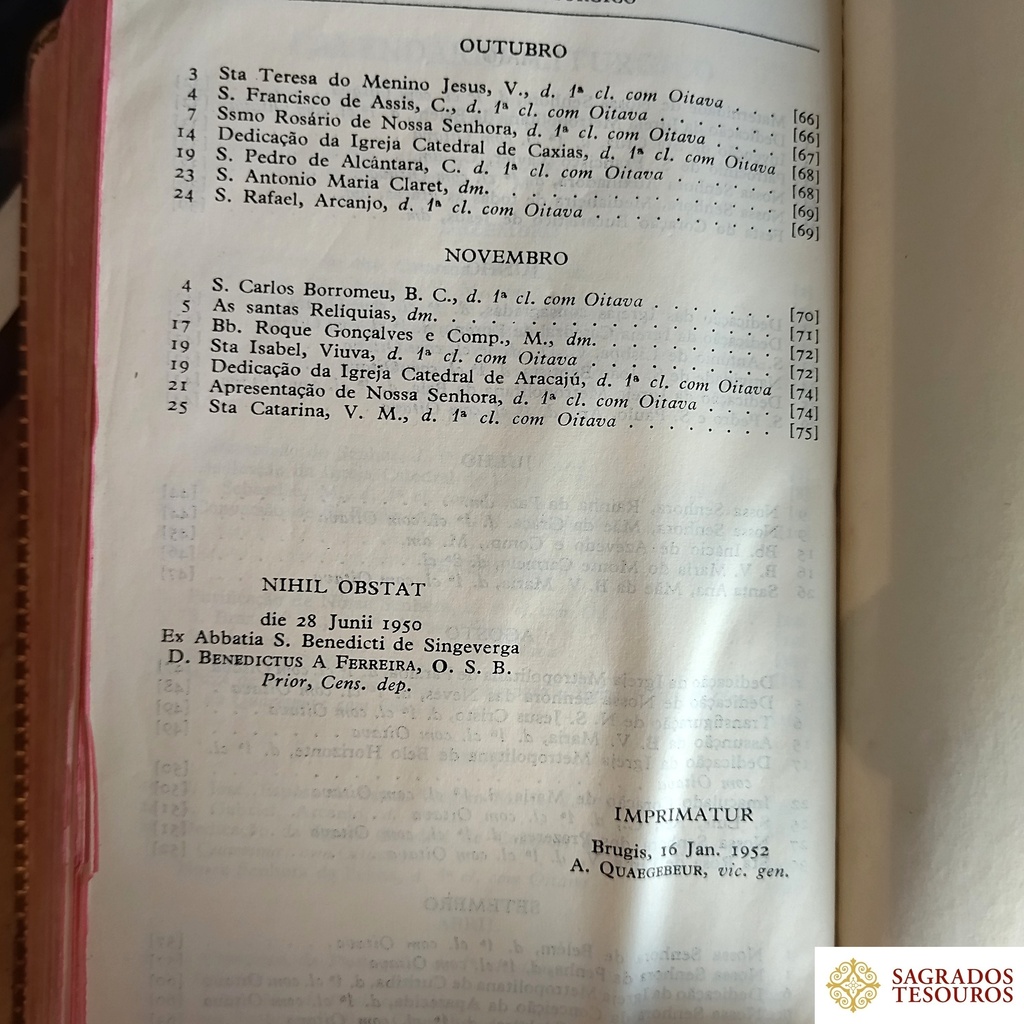 OUTUBRO
3 Sta Teresa do Menino Jesus, V., d. 1ª cl. com Oitava . . . [66]
4 S. Francisco de Assis, C., d. 1ª cl. com Oitava . . . . . . . [66]
7 Ssmo Rosário de Nossa Senhora, d. 1ª cl. com Oitava . . . . [67]
14 Dedicação da Igreja Catedral de Caxias, d. 1ª cl. com Oitava [68]
19 S. Pedro de Alcântara, C. d. 1ª cl. com Oitava . . . . . . . [68]
23 S. Antonio Maria Claret, dm. . . . . . . . . . . . . . . . [69]
24 S. Rafael, Arcanjo, d. 1ª cl. com Oitava . . . . . . . . . . [69]
NOVEMBRO
4 S. Carlos Borromeu, B. C., d. 1ª cl. com Oitava . . . . . . . [70]
5 As santas Relíquias, dm. . . . . . . . . . . . . . . . . . . [71]
17 Bb. Roque Gonçalves e Comp., M., dm. . . . . . . . . . . [72]
19 Sta Isabel, Viuva, d. 1ª cl. com Oitava . . . . . . . . . . [72]
19 Dedicação da Igreja Catedral de Aracajú, d. 1ª cl. com Oitava [74]
21 Apresentação de Nossa Senhora, d. 1ª cl. com Oitava . . . . [74]
25 Sta Catarina, V. M., d. 1ª cl. com Oitava . . . . . . . . [75]
NIHIL OBSTAT
die 28 Junii 1950
Ex Abbatia S. Benedicti de Singeverga
D. BENEDICTUS A FERREIRA, O. S. B.
Prior, Cens. dep.
IMPRIMATUR
Brugis, 16 Jan. 1952
A. QUAEGEBEUR, vic. gen.
SAGRADOS
TESOUROS